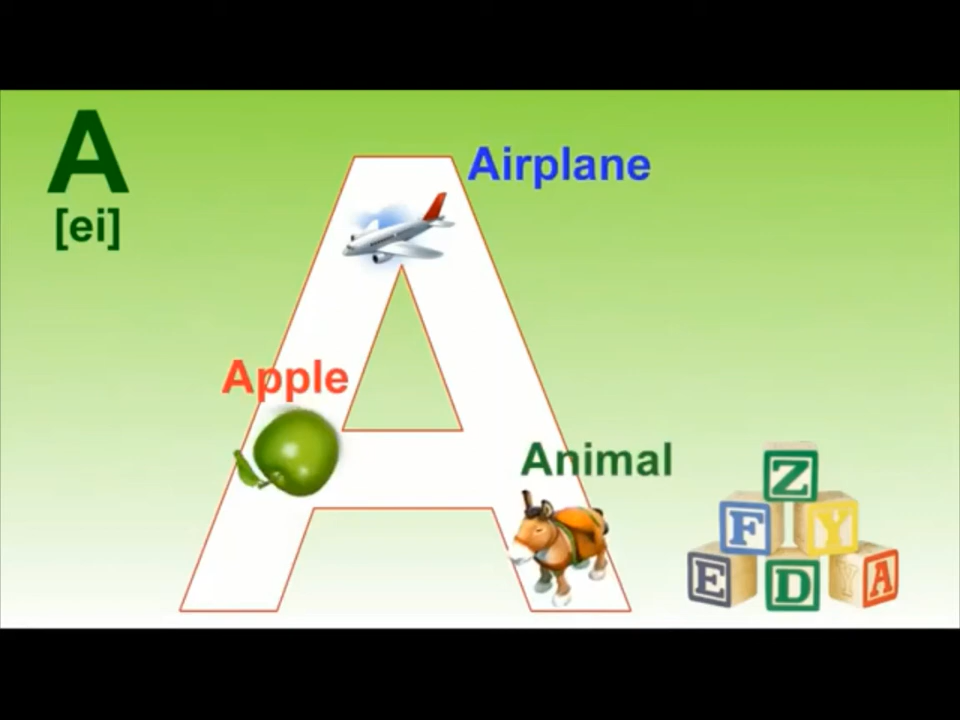 A
[ei]
Airplane
Apple
Animal
Z
F Y
E D Y A